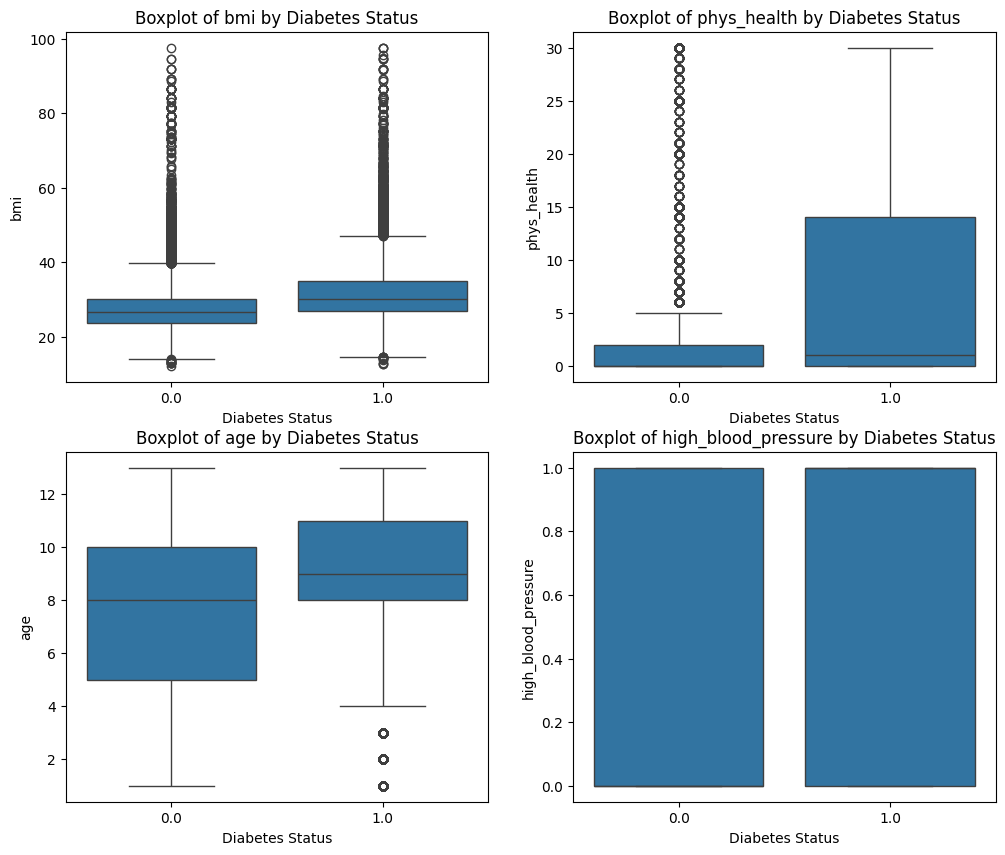 Boxplot of bmi by Diabetes Status
100
80
60
40
20
bmi
0.0
1.0
Diabetes Status
Boxplot of phys_health by Diabetes Status
30
25
20
15
10
5
0
phys_health
0.0
1.0
Diabetes Status
Boxplot of age by Diabetes Status
12
10
8
6
4
2
age
0.0
1.0
Diabetes Status
Boxplot of high_blood_pressure by Diabetes Status
1.0
0.8
0.6
0.4
0.2
0.0
high_blood_pressure
0.0
1.0
Diabetes Status